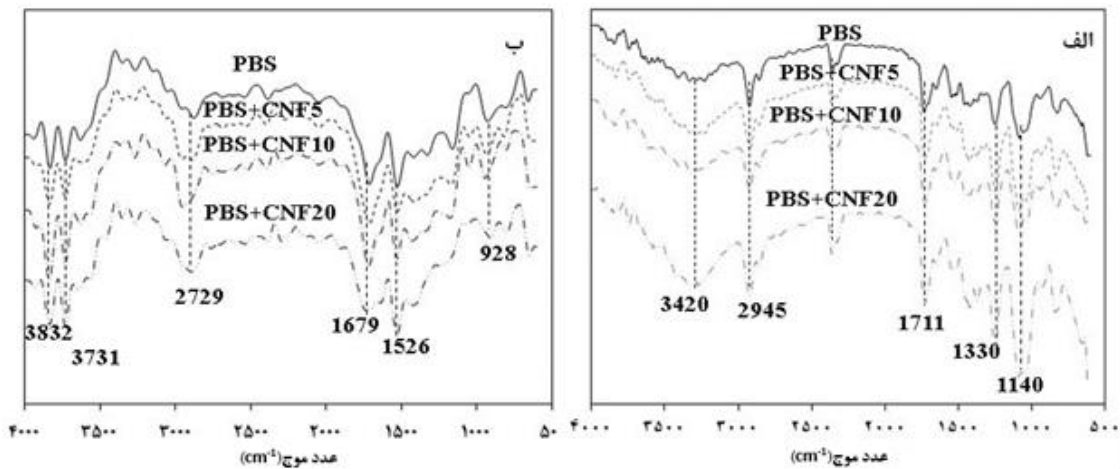 ب
PBS
PBS+CNF5
PBS+CNF10
PBS+CNF20
928
2729
3832
1679
1526
3731
۴۰۰۰ ۳۵۰۰ ۳۰۰۰ ۲۵۰۰ ۲۰۰۰ ۱۵۰۰ ۱۰۰۰ ۵۰
عدد موج(cm⁻¹)
الف
PBS
PBS+CNF5
PBS+CNF10
PBS+CNF20
3420
2945
1711
1330
1140
۴۰۰۰ ۳۵۰۰ ۳۰۰۰ ۲۵۰۰ ۲۰۰۰ ۱۵۰۰ ۱۰۰۰ ۵۰۰
عدد موج(cm⁻¹)